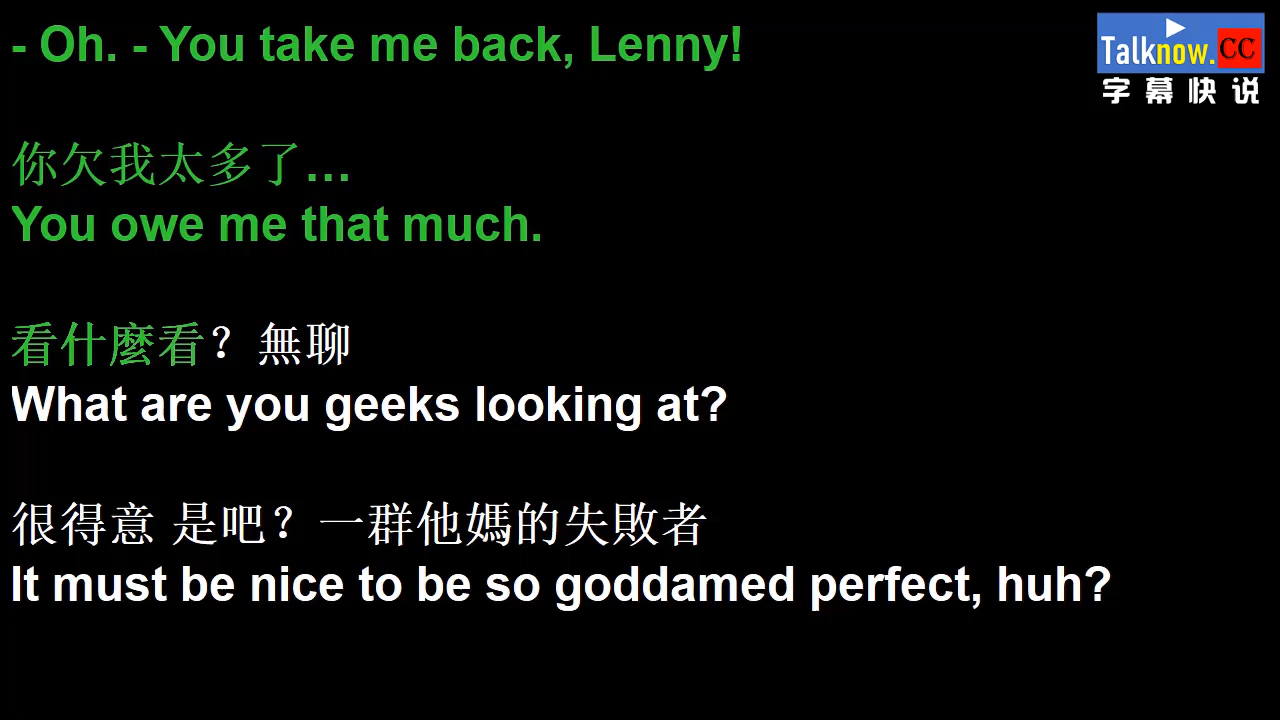 - Oh. - You take me back, Lenny!
Talknow.CC
字幕快说
你欠我太多了...
You owe me that much.
看什麼看？無聊
What are you geeks looking at?
很得意 是吧？一群他媽的失敗者
It must be nice to be so goddamed perfect, huh?